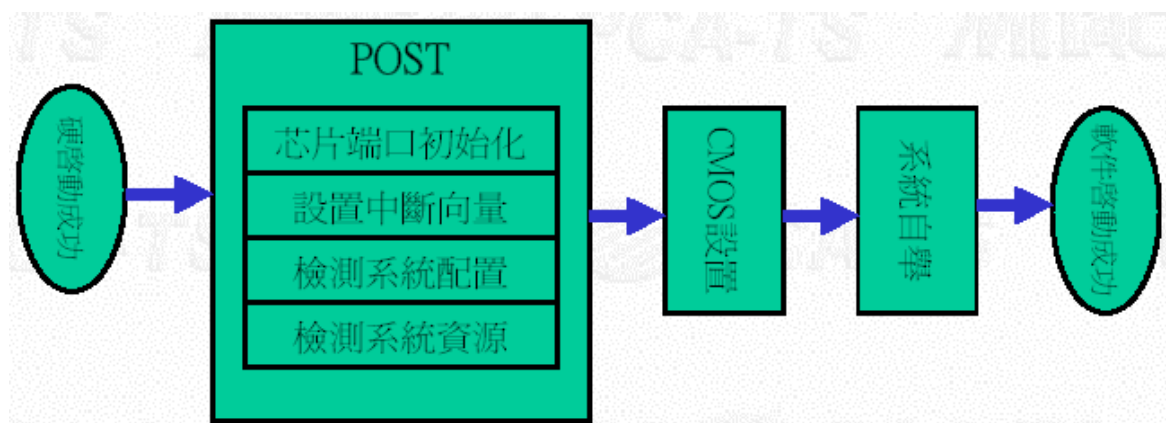 硬啓動成功
POST
芯片端口初始化
設置中斷向量
檢測系統配置
檢測系統資源
CMOS設置
系統自舉
軟件啓動成功